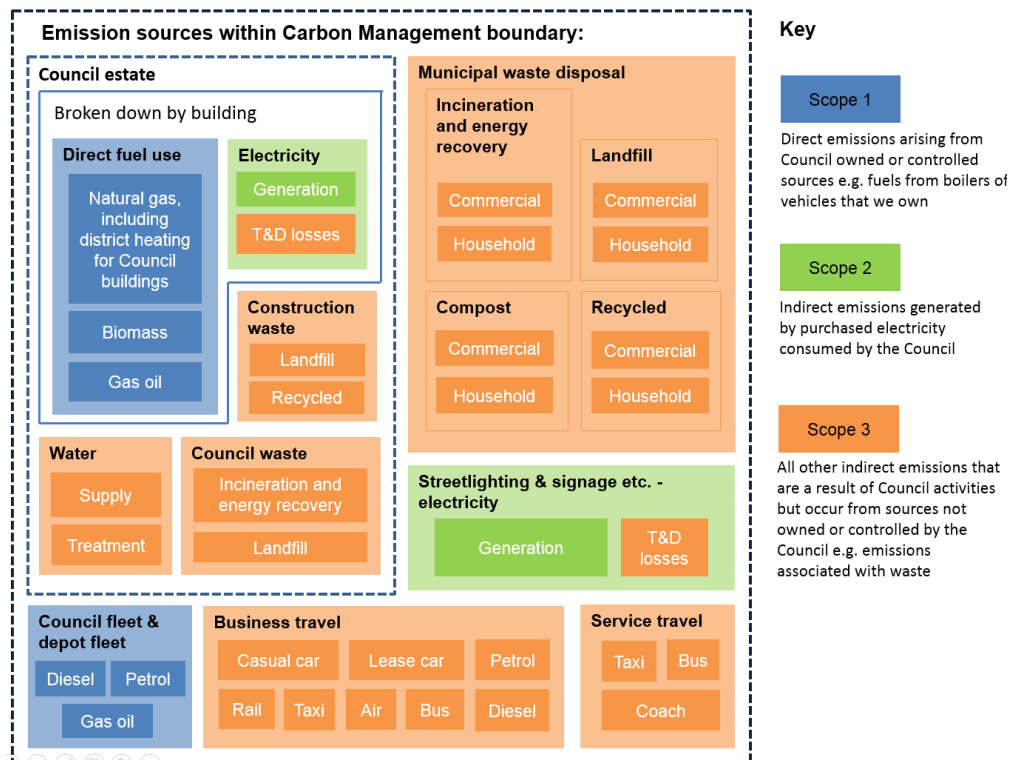 Emission sources within Carbon Management boundary:
Council estate
Broken down by building
Direct fuel use
Natural gas,
including
district heating
for Council
buildings
Biomass
Gas oil
Electricity
Generation
T&D losses
Construction
waste
Landfill
Recycled
Water
Supply
Treatment
Council waste
Incineration and
energy recovery
Landfill
Municipal waste disposal
Incineration
and energy
recovery
Commercial
Household
Landfill
Commercial
Household
Compost
Commercial
Household
Recycled
Commercial
Household
Streetlighting & signage etc. -
electricity
Generation
T&D
losses
Council fleet &
depot fleet
Diesel
Petrol
Gas oil
Business travel
Casual car
Lease car
Petrol
Rail
Taxi
Air
Bus
Diesel
Service travel
Taxi
Bus
Coach
Key
Scope 1
Direct emissions arising from
Council owned or controlled
sources e.g. fuels from boilers of
vehicles that we own
Scope 2
Indirect emissions generated
by purchased electricity
consumed by the Council
Scope 3
All other indirect emissions that
are a result of Council activities
but occur from sources not
owned or controlled by the
Council e.g. emissions
associated with waste